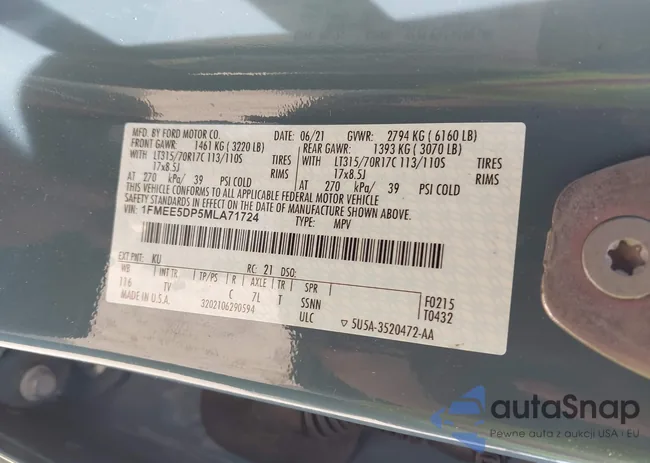 MFD. BY FORD MOTOR CO.
DATE: 06/21 GVWR: 2794 KG ( 6160 LB)
FRONT GAWR: 1461 KG ( 3220 LB) REAR GAWR: 1393 KG ( 3070 LB)
WITH LT315/70R17C 113/110S TIRES WITH LT315/70R17C 113/110S TIRES
17x8.5J RIMS 17x8.5J RIMS
AT 270 kPa/ 39 PSI COLD AT 270 kPa/ 39 PSI COLD
THIS VEHICLE CONFORMS TO ALL APPLICABLE FEDERAL MOTOR VEHICLE
SAFETY STANDARDS IN EFFECT ON THE DATE OF MANUFACTURE SHOWN ABOVE.
VIN: 1FMEE5DP5MLA71724 TYPE: MPV
EXT PNT: KU RC: 21 DSO:
WB INT TR TP/PS R AXLE TR SPR
116 TV C 7L T SSNN F0215
MADE IN U.S.A. 3202106290594 ULC T0432
5U5A-3520472-AA
autoSnap
Pewne auta z aukcji USA i EU